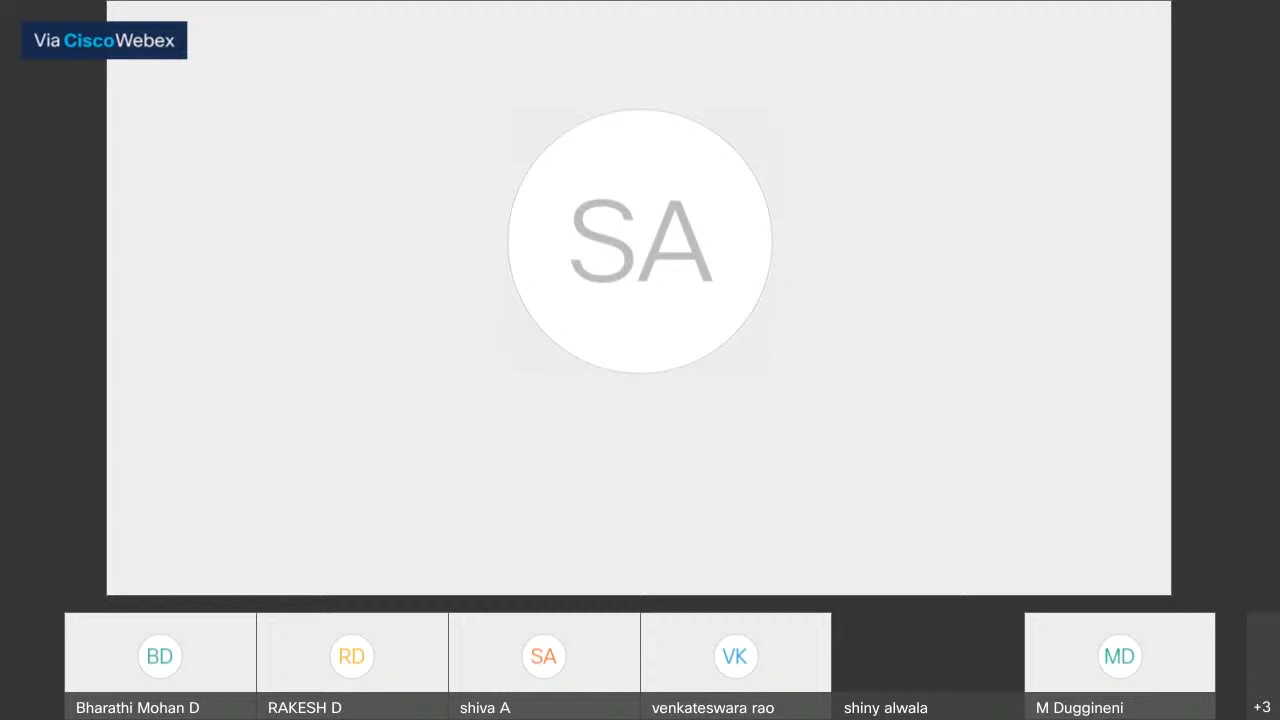 Via CiscoWebex
SA
BD
RD
SA
VK
MD
Bharathi Mohan D
RAKESH D
shiva A
venkateswara rao
shiny alwala
M Duggineni
+3